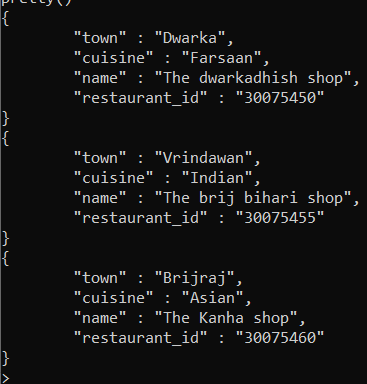 pretty()
{
"town" : "Dwarka",
"cuisine" : "Farsaan",
"name" : "The dwarkadhish shop",
"restaurant_id" : "30075450"
}
{
"town" : "Vrindawan",
"cuisine" : "Indian",
"name" : "The brij bihari shop",
"restaurant_id" : "30075455"
}
{
"town" : "Brijraj",
"cuisine" : "Asian",
"name" : "The Kanha shop",
"restaurant_id" : "30075460"
}
>